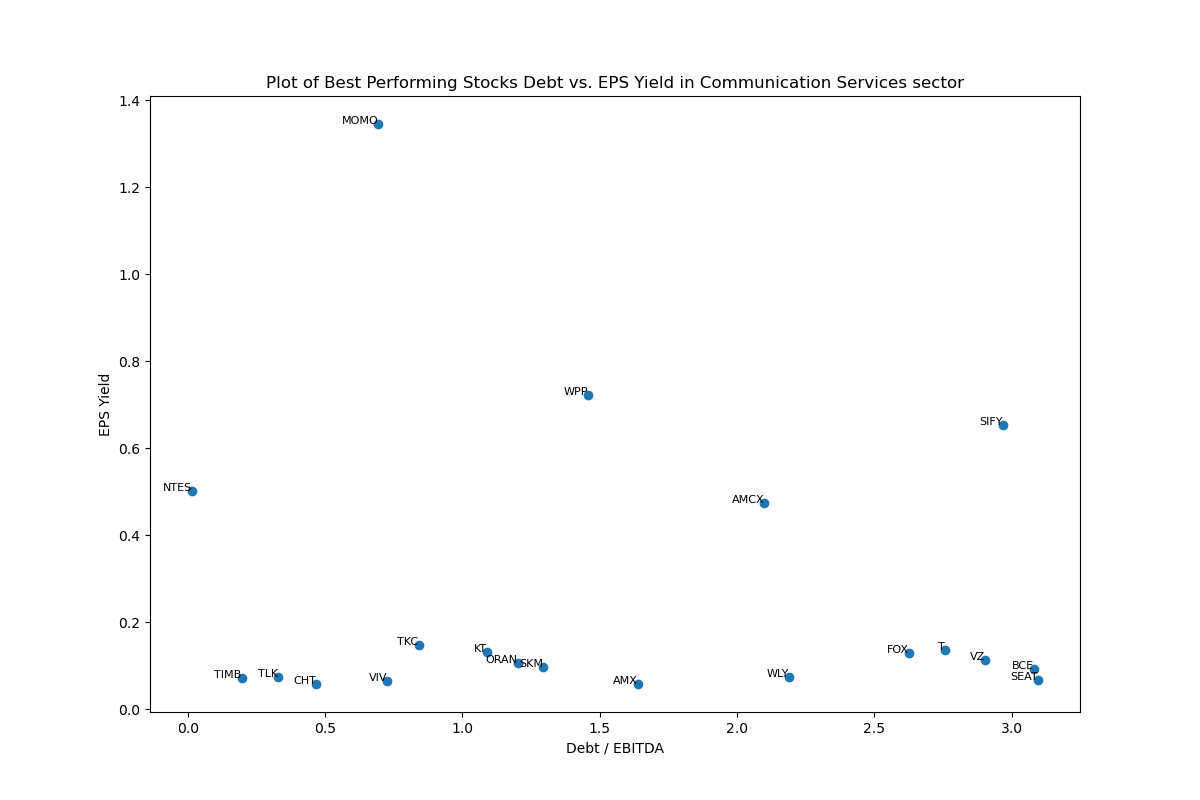 Plot of Best Performing Stocks Debt vs. EPS Yield in Communication Services sector
1.4
MOMO
1.2
1.0
0.8
EPS Yield
WPP
SIFY
0.6
NTES
AMCX
0.4
0.2
TKC
KT
ORAN
SKM
FOX
T
VZ
BCE
SEAT
TIMB
TLK
CHT
VIV
AMX
WLY
0.0
0.0 0.5 1.0 1.5 2.0 2.5 3.0
Debt / EBITDA